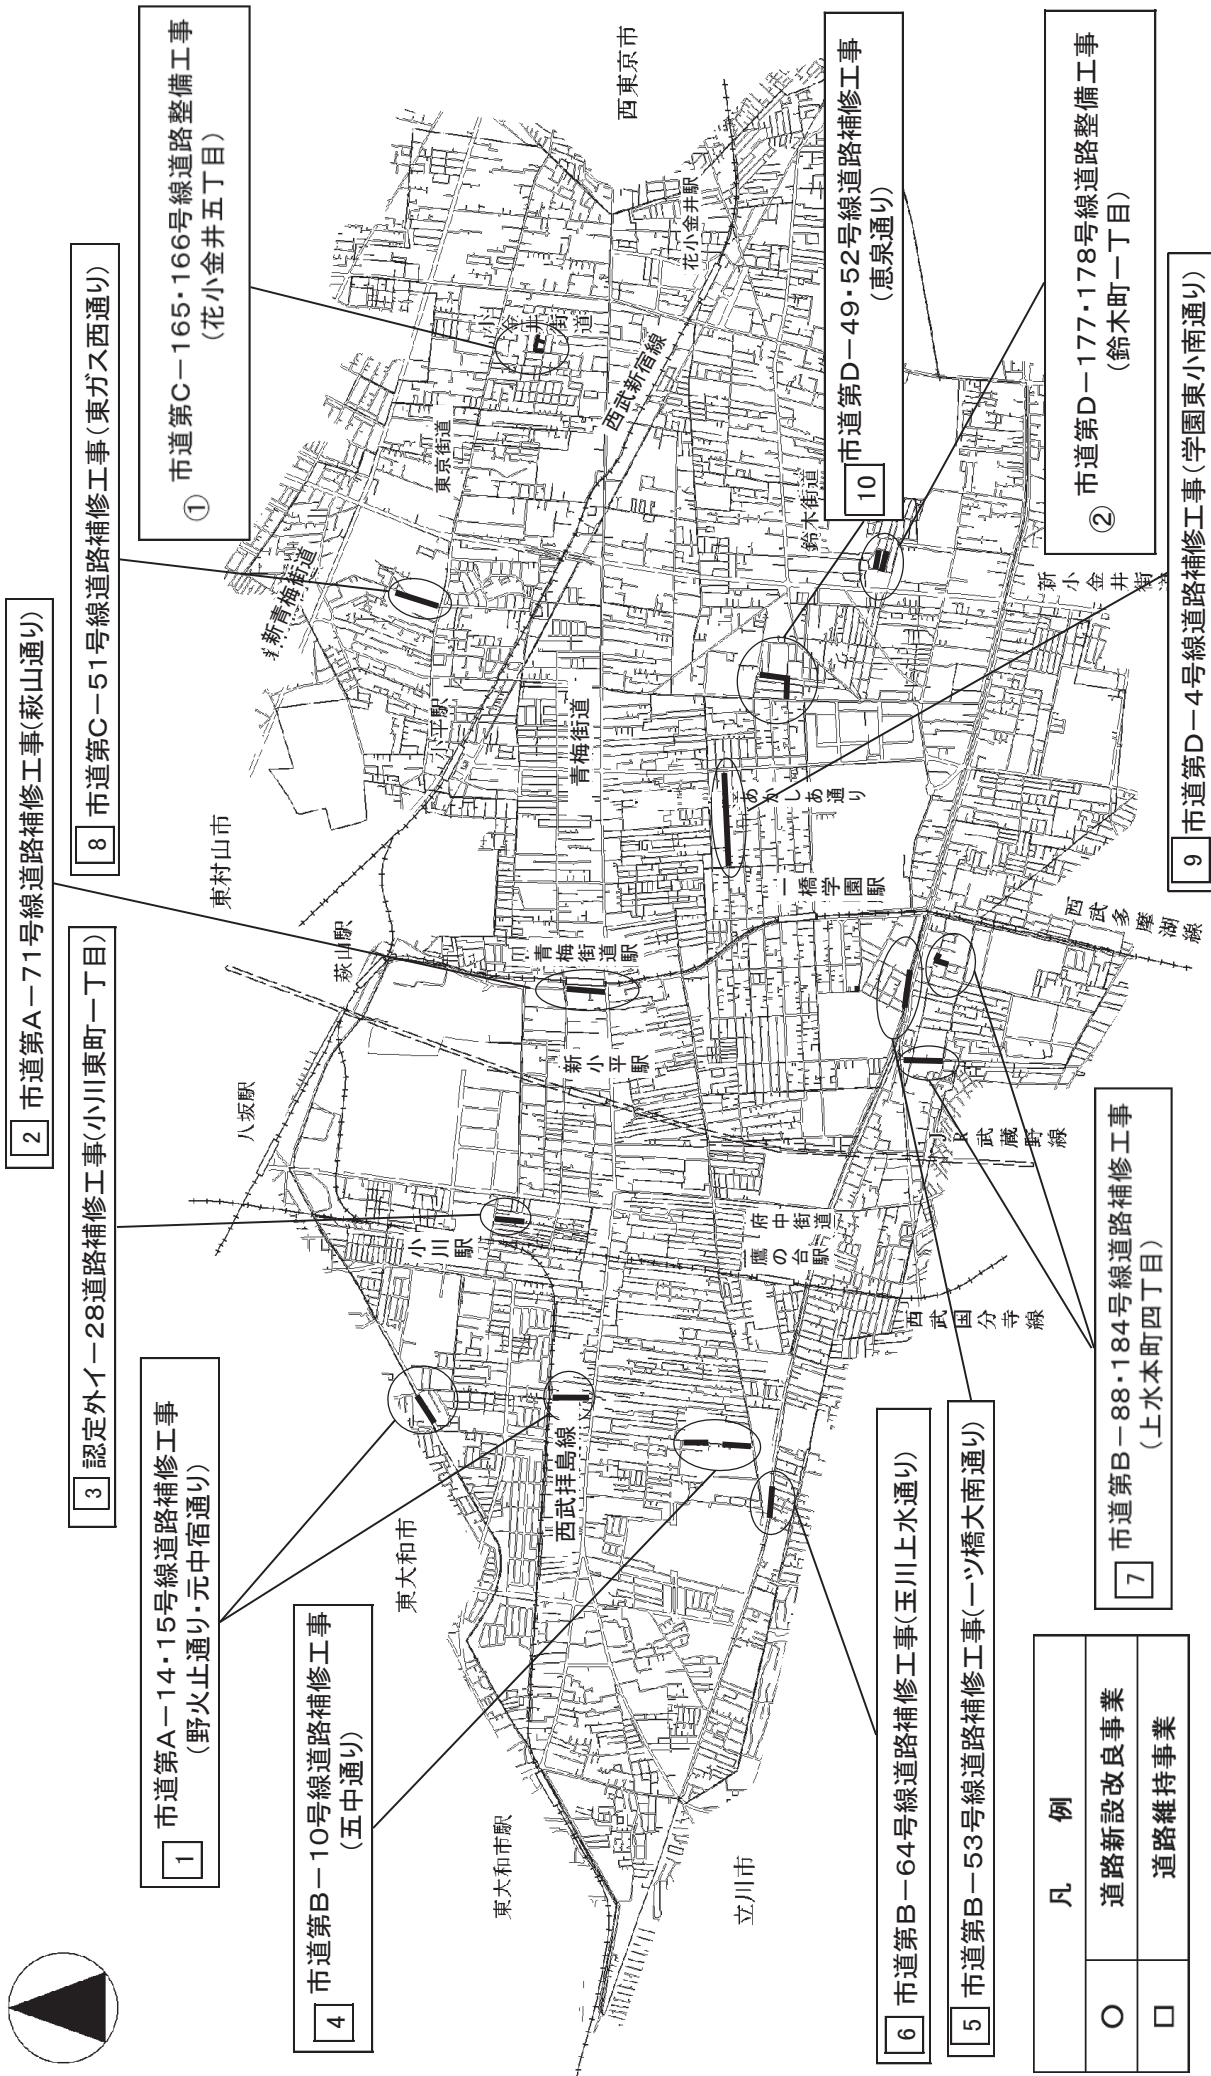 1 市道第A－14・15号線道路補修工事
(野火止通り・元中宿通り)
2 市道第A－71号線道路補修工事(萩山通り)
3 認定外イ－28道路補修工事(小川東町一丁目)
4 市道第B－10号線道路補修工事
(五中通り)
5 市道第B－53号線道路補修工事(一ツ橋大南通り)
6 市道第B－64号線道路補修工事(玉川上水通り)
7 市道第B－88・184号線道路補修工事
(上水本町四丁目)
8 市道第C－51号線道路補修工事(東ガス西通り)
9 市道第D－4号線道路補修工事(学園東小南通り)
10 市道第D－49・52号線道路補修工事
(恵泉通り)
① 市道第C－165・166号線道路整備工事
(花小金井五丁目)
② 市道第D－177・178号線道路整備工事
(鈴木町一丁目)
東大和市駅
東大和市
立川市
西武拝島線
小川駅
八坂駅
萩山駅
東村山市
新小平駅
青梅街道駅
府中街道
鷹の台駅
西武国分寺線
JR武蔵野線
一橋学園駅
西武多摩湖線
あかしあ通り
青梅街道
小平駅
新青梅街道
東京街道
小金井街道
西武新宿線
花小金井駅
西東京市
鈴木街道
新小金井街道
凡 例
○ 道路新設改良事業
□ 道路維持事業